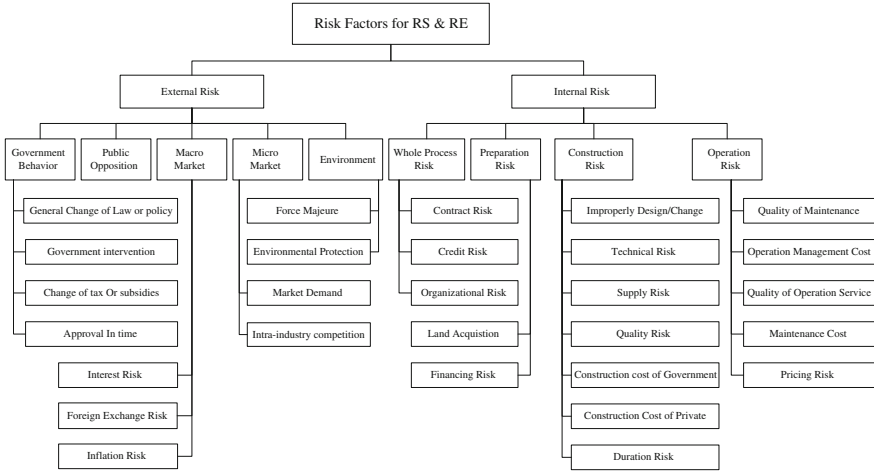 Risk Factors for RS & RE
External Risk
Internal Risk
Government
Behavior
Public
Opposition
Macro
Market
Micro
Market
Environment
Whole Process
Risk
Preparation
Risk
Construction
Risk
Operation
Risk
General Change of Law or policy
Government intervention
Change of tax Or subsidies
Approval In time
Interest Risk
Foreign Exchange Risk
Inflation Risk
Force Majeure
Environmental Protection
Market Demand
Intra-industry competition
Contract Risk
Credit Risk
Organizational Risk
Land Acquistion
Financing Risk
Improperly Design/Change
Technical Risk
Supply Risk
Quality Risk
Construction cost of Government
Construction Cost of Private
Duration Risk
Quality of Maintenance
Operation Management Cost
Quality of Operation Service
Maintenance Cost
Pricing Risk